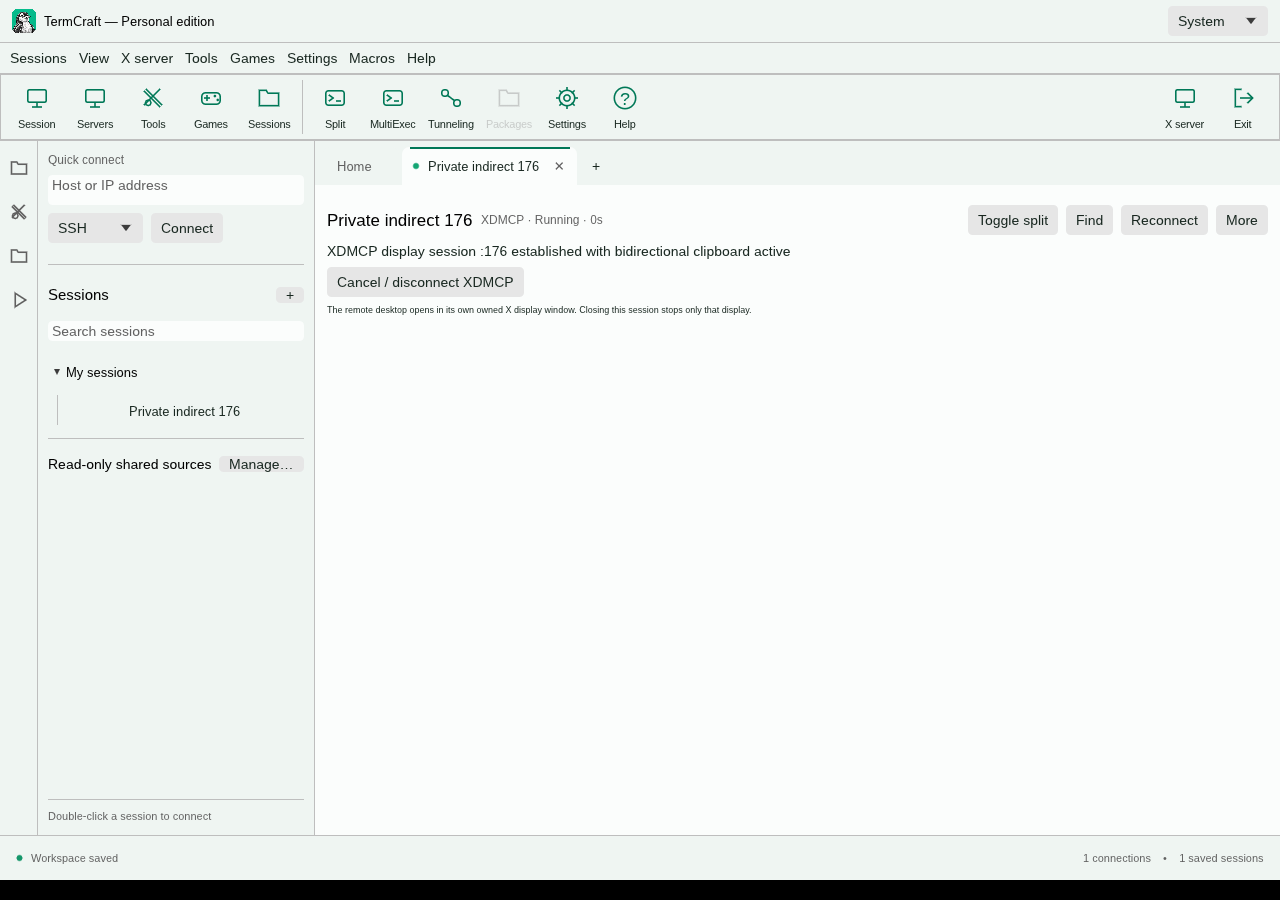 TermCraft — Personal edition
System
Sessions View X server Tools Games Settings Macros Help
Session Servers Tools Games Sessions Split MultiExec Tunneling Packages Settings Help X server Exit
Quick connect
Host or IP address
SSH Connect
Sessions +
Search sessions
My sessions
Private indirect 176
Read-only shared sources Manage…
Double-click a session to connect
Home Private indirect 176 ✕ +
Private indirect 176 XDMCP · Running · 0s Toggle split Find Reconnect More
XDMCP display session :176 established with bidirectional clipboard active
Cancel / disconnect XDMCP
The remote desktop opens in its own owned X display window. Closing this session stops only that display.
Workspace saved 1 connections • 1 saved sessions